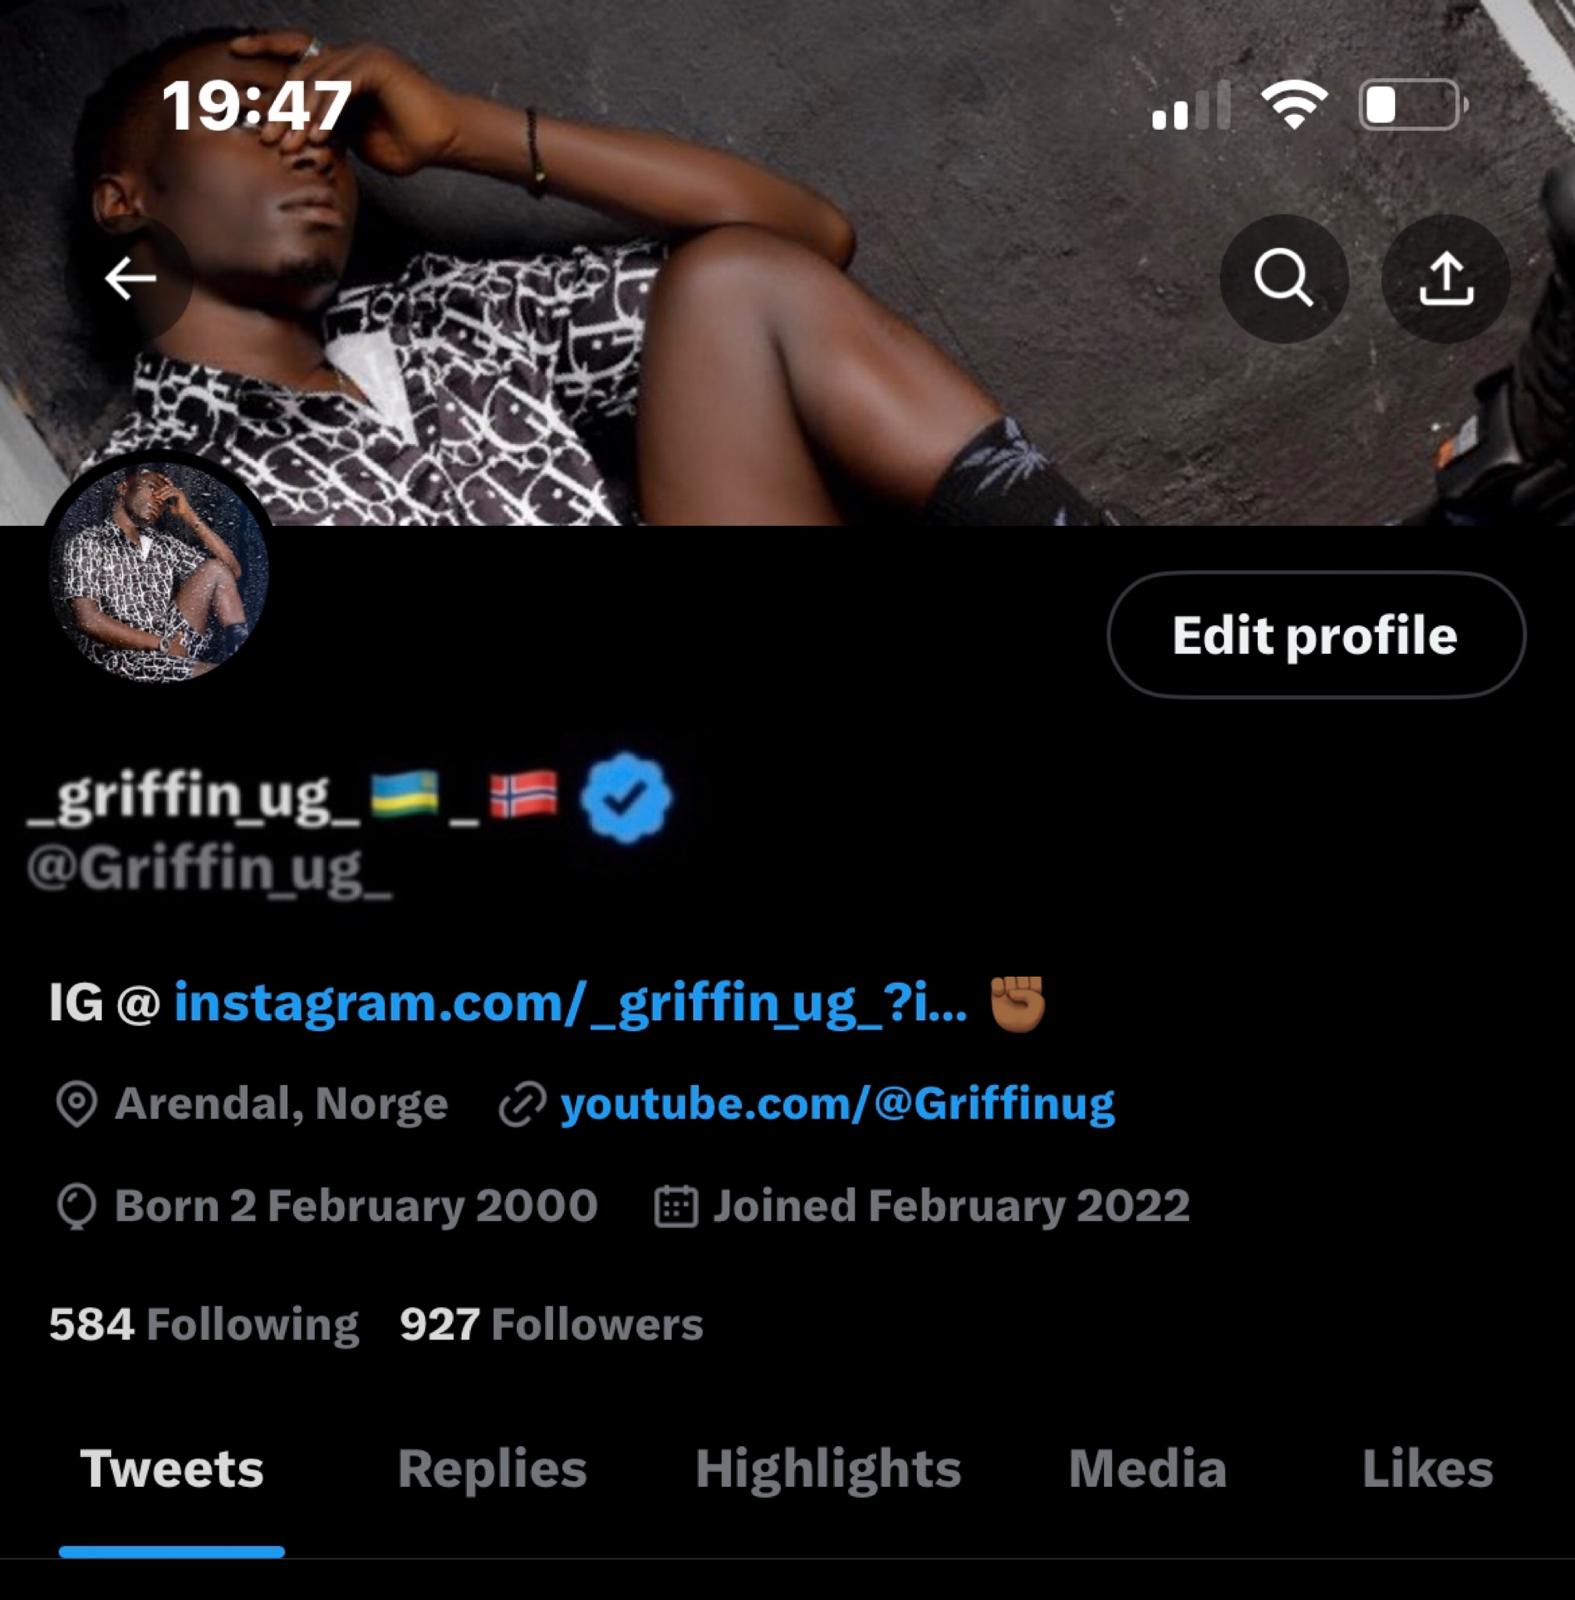 19:47
Edit profile
_griffin_ug_🇷🇼_🇳🇴
@Griffin_ug_
IG @ instagram.com/_griffin_ug_?i... ✊🏾
Arendal, Norge youtube.com/@Griffinug
Born 2 February 2000 Joined February 2022
584 Following 927 Followers
Tweets Replies Highlights Media Likes